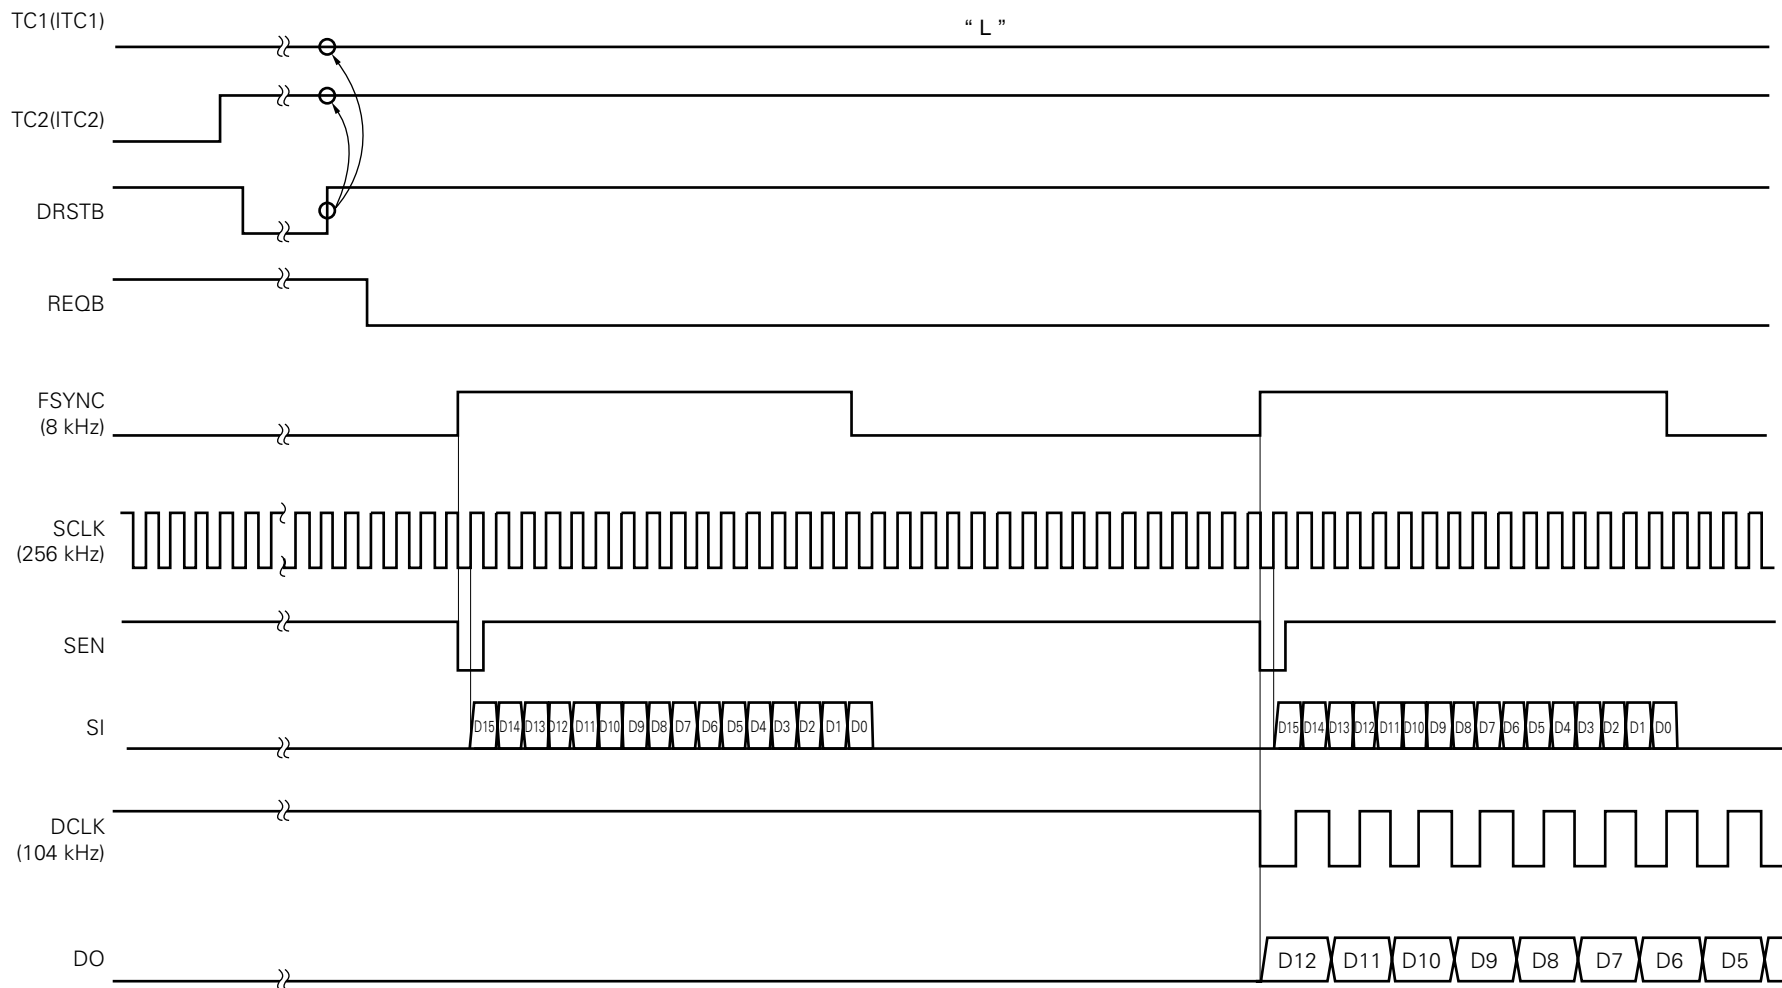 TC1(ITC1)
“ L ”
TC2(ITC2)
DRSTB
REQB
FSYNC
(8 kHz)
SCLK
(256 kHz)
SEN
SI
D15 D14 D13 D12 D11 D10 D9 D8 D7 D6 D5 D4 D3 D2 D1 D0
D15 D14 D13 D12 D11 D10 D9 D8 D7 D6 D5 D4 D3 D2 D1 D0
DCLK
(104 kHz)
DO
D12 D11 D10 D9 D8 D7 D6 D5